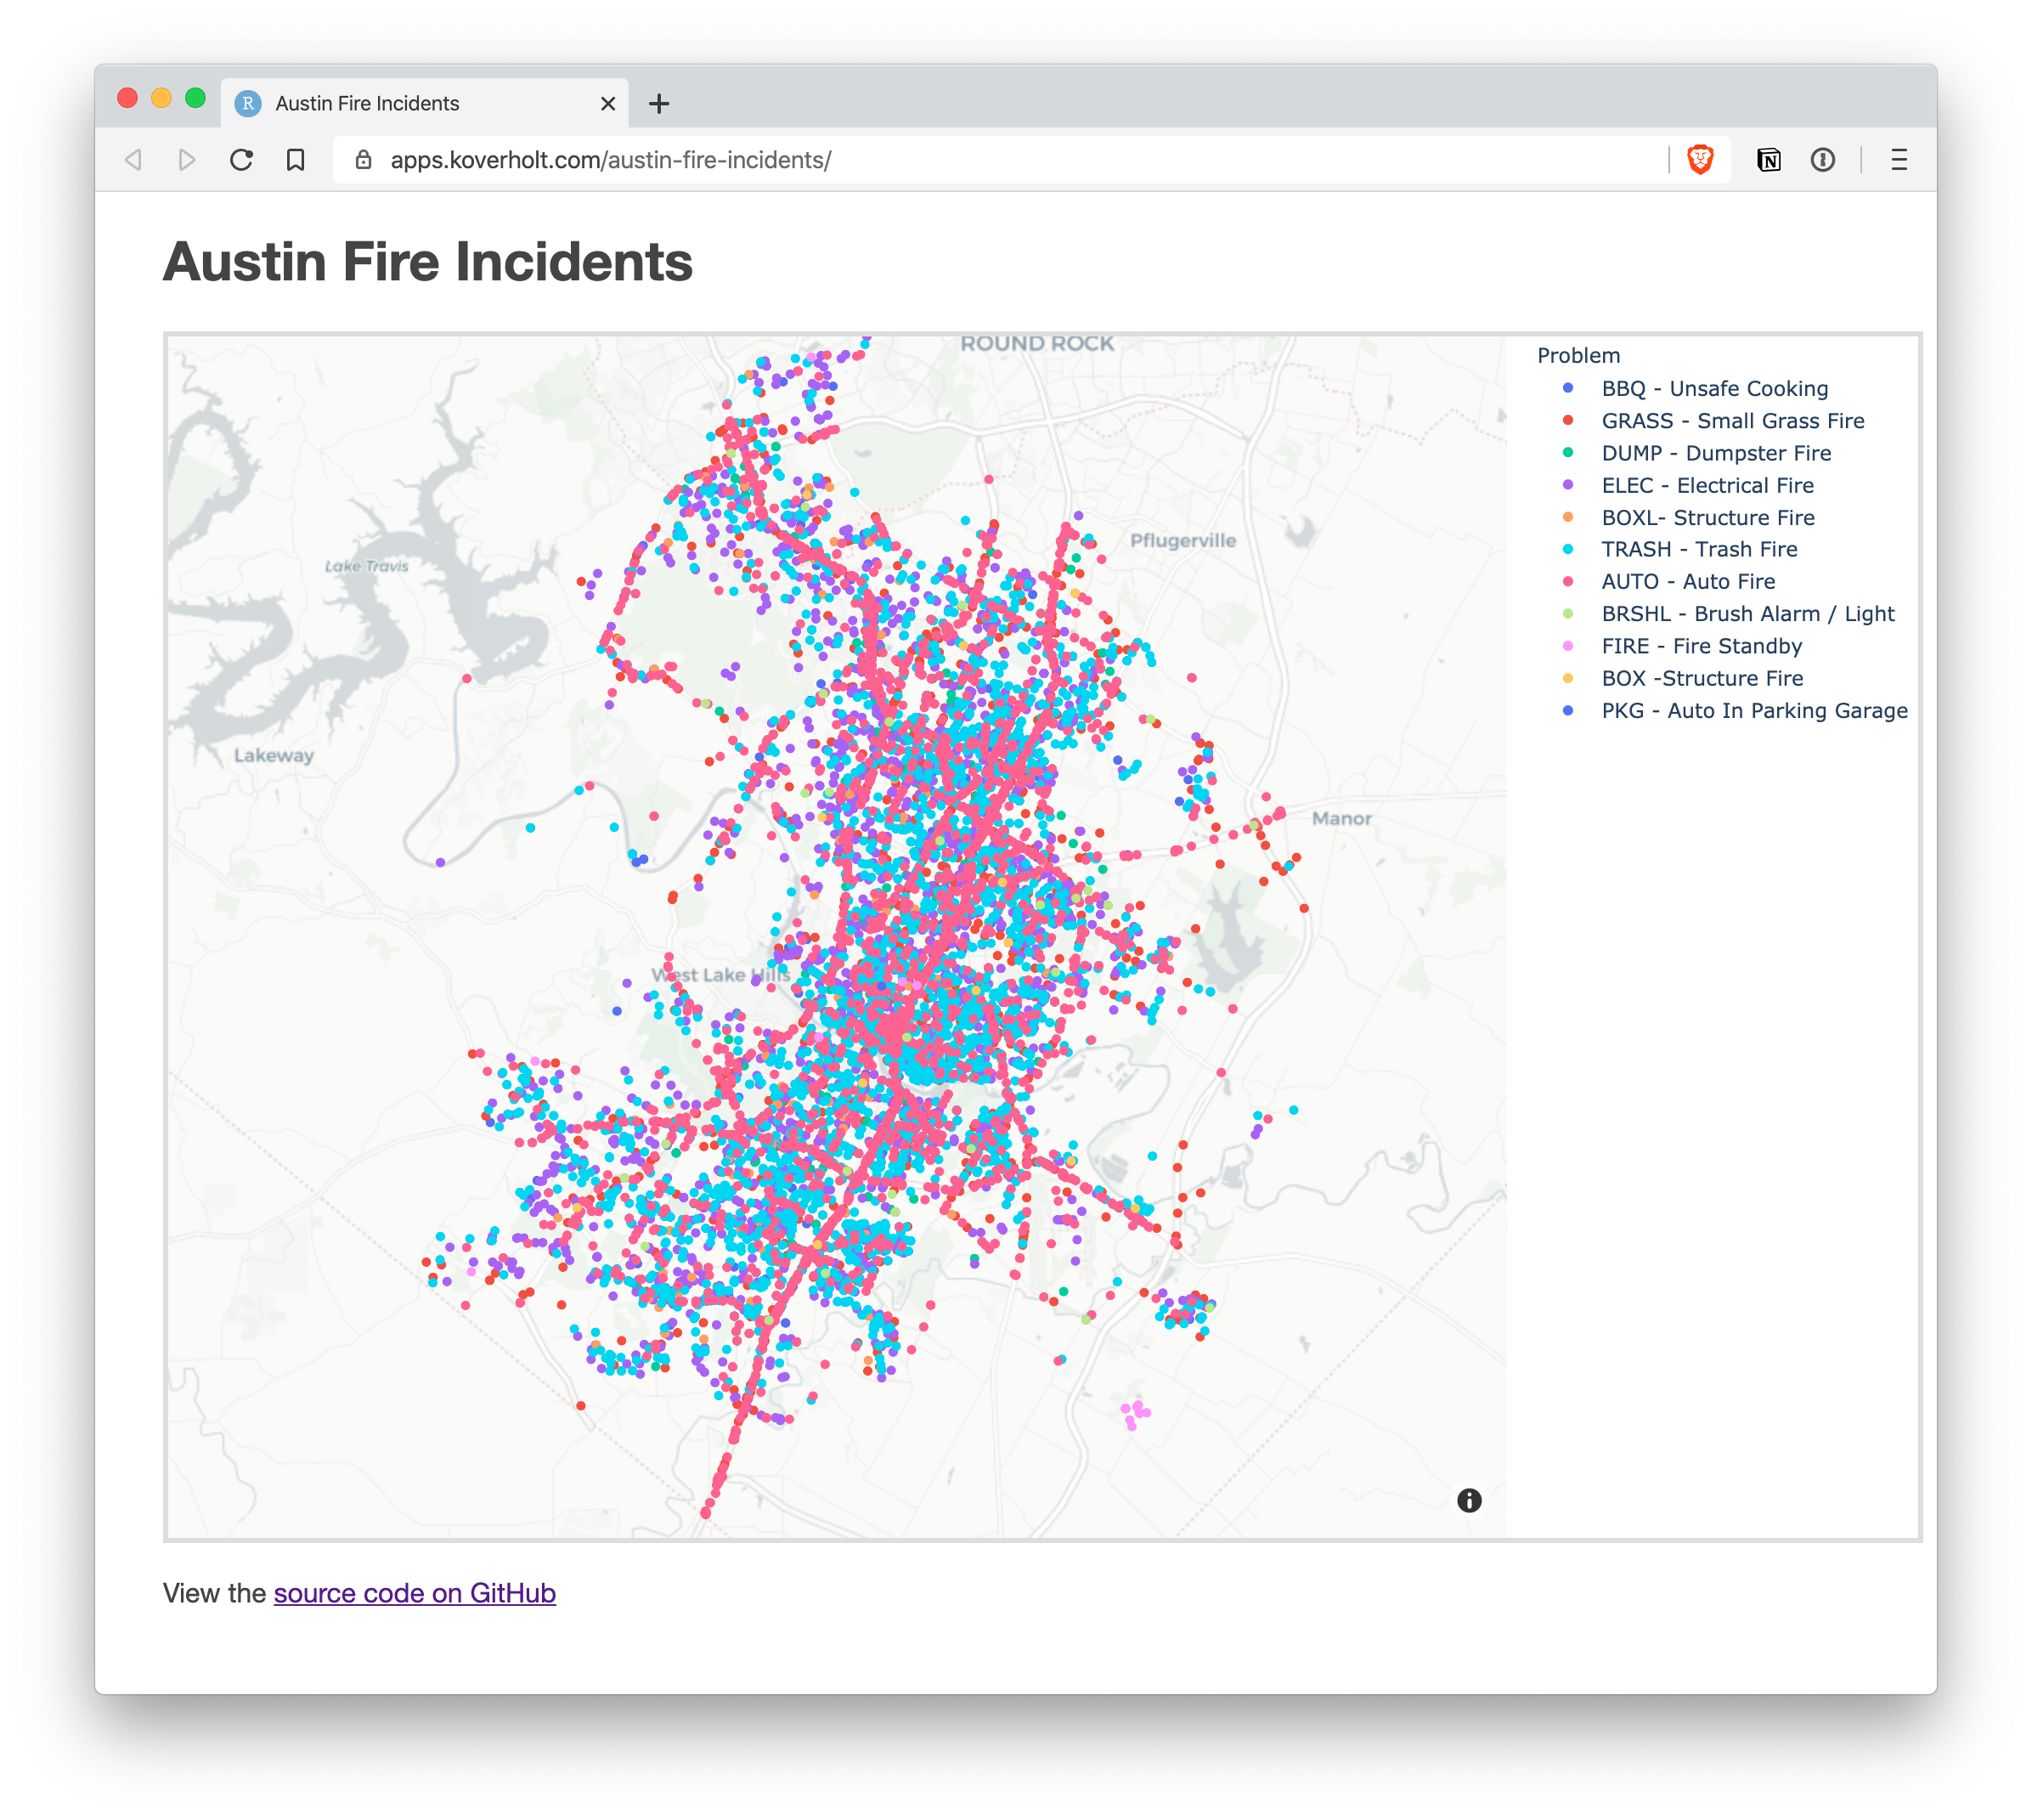 Austin Fire Incidents
apps.koverholt.com/austin-fire-incidents/
Austin Fire Incidents
ROUND ROCK
Pflugerville
Lake Travis
Lakeway
Manor
West Lake Hills
Problem
BBQ - Unsafe Cooking
GRASS - Small Grass Fire
DUMP - Dumpster Fire
ELEC - Electrical Fire
BOXL- Structure Fire
TRASH - Trash Fire
AUTO - Auto Fire
BRSHL - Brush Alarm / Light
FIRE - Fire Standby
BOX -Structure Fire
PKG - Auto In Parking Garage
View the source code on GitHub